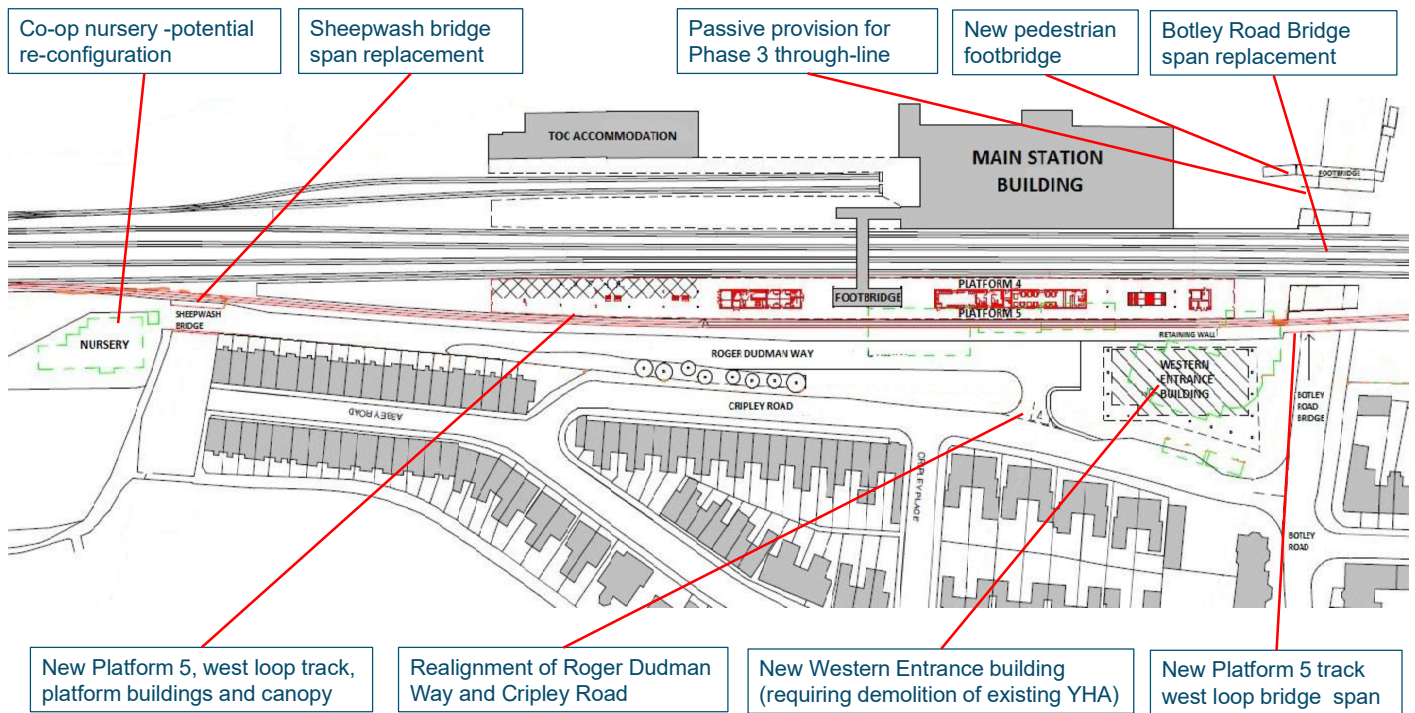 Co-op nursery -potential
re-configuration
Sheepwash bridge
span replacement
Passive provision for
Phase 3 through-line
New pedestrian
footbridge
Botley Road Bridge
span replacement
TOC ACCOMMODATION
MAIN STATION
BUILDING
FOOTBRIDGE
PLATFORM 4
FOOTBRIDGE
PLATFORM 5
SHEEPWASH
BRIDGE
NURSERY
RETAINING WALL
ROGER DUDMAN WAY
WESTERN
ENTRANCE
BUILDING
BOTLEY
ROAD
BRIDGE
ABBEY ROAD
CRIPLEY ROAD
CRIPLEY PLACE
BOTLEY
ROAD
New Platform 5, west loop track,
platform buildings and canopy
Realignment of Roger Dudman
Way and Cripley Road
New Western Entrance building
(requiring demolition of existing YHA)
New Platform 5 track
west loop bridge span